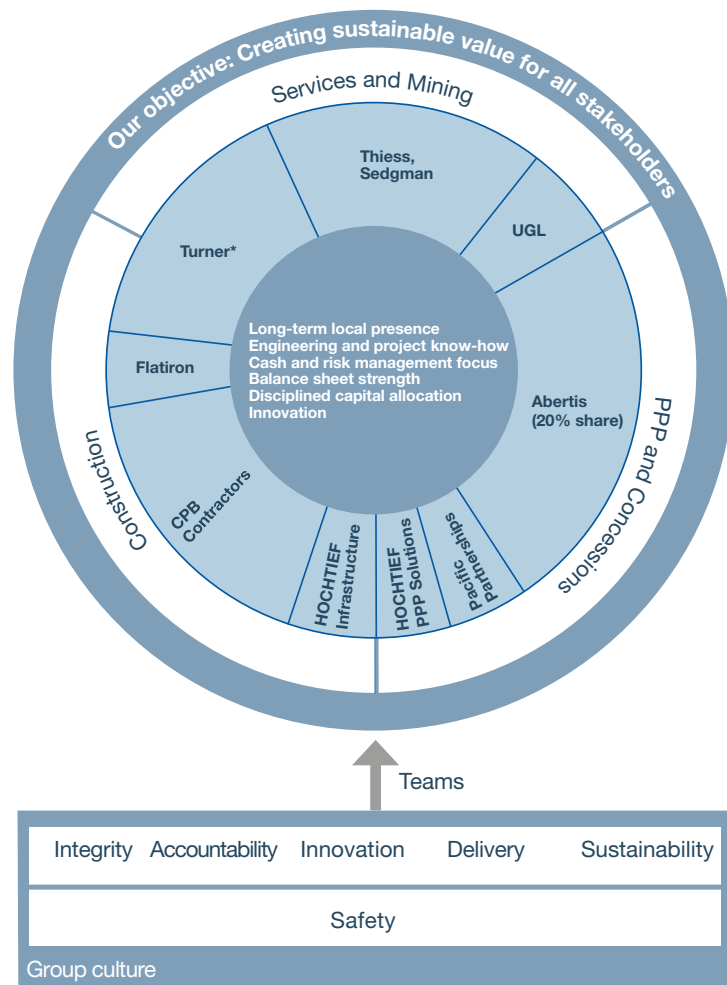 Our objective: Creating sustainable value for all stakeholders
Services and Mining
Thiess,
Sedgman
UGL
Turner*
Flatiron
Long-term local presence
Engineering and project know-how
Cash and risk management focus
Balance sheet strength
Disciplined capital allocation
Innovation
Abertis
(20% share)
PPP and Concessions
Construction
CPB
Contractors
HOCHTIEF
Infrastructure
HOCHTIEF
PPP Solutions
Pacific
Partnerships
Teams
Integrity Accountability Innovation Delivery Sustainability
Safety
Group culture